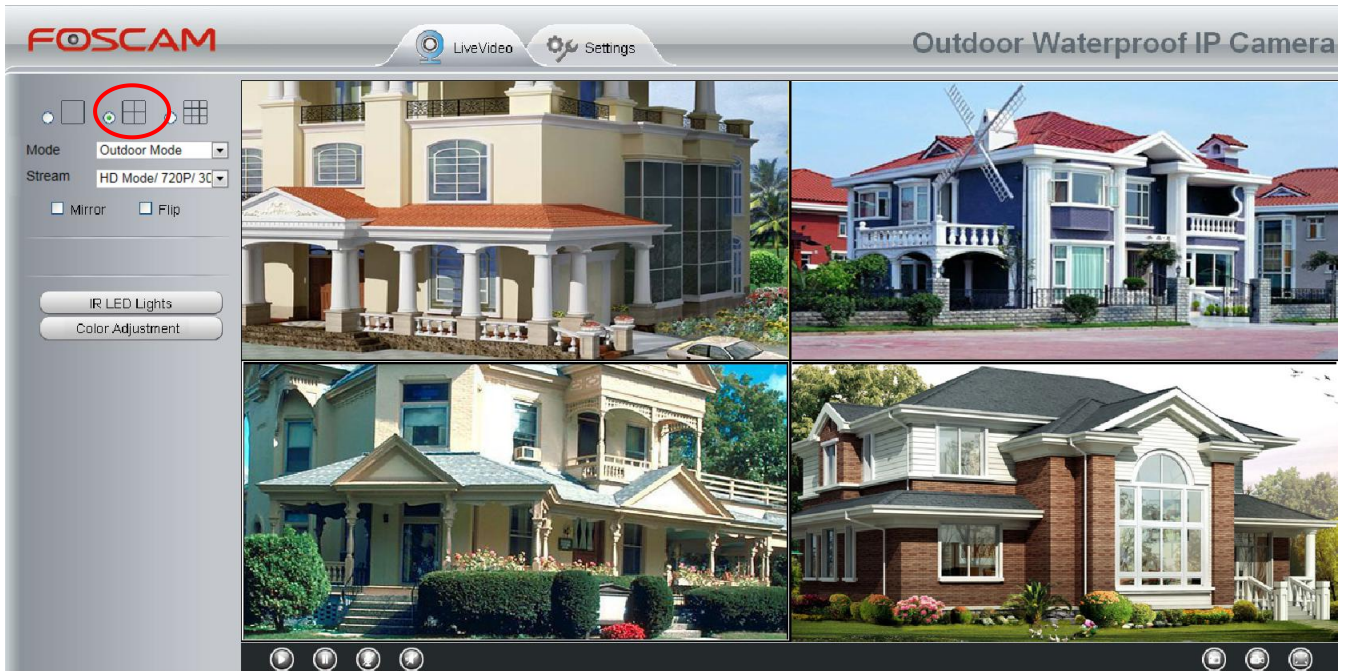 FOSCAM
LiveVideo
Settings
Outdoor Waterproof IP Camera
Mode
Outdoor Mode
Stream
HD Mode/ 720P/ 30
Mirror
Flip
IR LED Lights
Color Adjustment